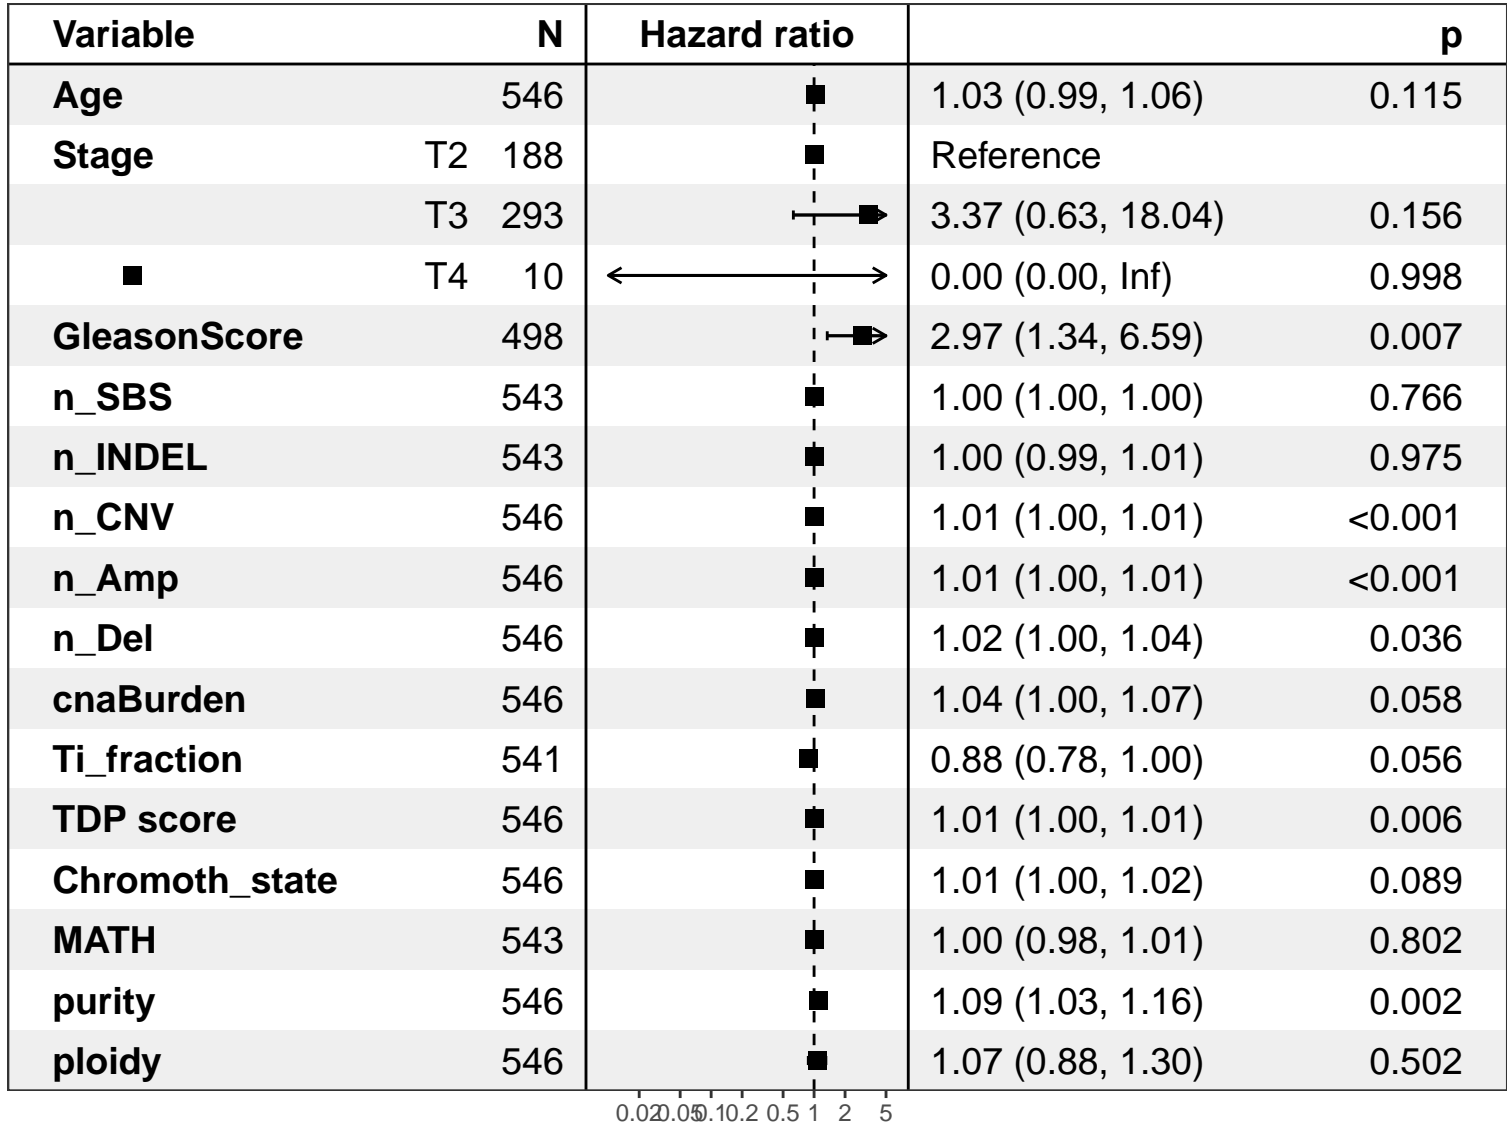 Variable N Hazard ratio p
Age 546 1.03 (0.99, 1.06) 0.115
Stage T2 188 Reference
T3 293 3.37 (0.63, 18.04) 0.156
T4 10 0.00 (0.00, Inf) 0.998
GleasonScore 498 2.97 (1.34, 6.59) 0.007
n_SBS 543 1.00 (1.00, 1.00) 0.766
n_INDEL 543 1.00 (0.99, 1.01) 0.975
n_CNV 546 1.01 (1.00, 1.01) <0.001
n_Amp 546 1.01 (1.00, 1.01) <0.001
n_Del 546 1.02 (1.00, 1.04) 0.036
cnaBurden 546 1.04 (1.00, 1.07) 0.058
Ti_fraction 541 0.88 (0.78, 1.00) 0.056
TDP score 546 1.01 (1.00, 1.01) 0.006
Chromoth_state 546 1.01 (1.00, 1.02) 0.089
MATH 543 1.00 (0.98, 1.01) 0.802
purity 546 1.09 (1.03, 1.16) 0.002
ploidy 546 1.07 (0.88, 1.30) 0.502
0.02 0.05 0.1 0.2 0.5 1 2 5